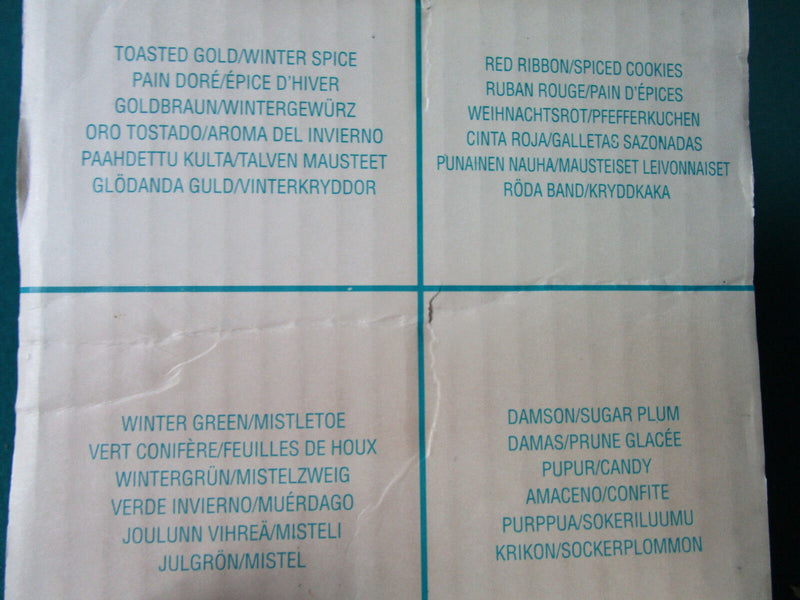 TOASTED GOLD/WINTER SPICE
PAIN DORÉ/ÉPICE D'HIVER
GOLDBRAUN/WINTERGEWÜRZ
ORO TOSTADO/AROMA DEL INVIERNO
PAAHDETTU KULTA/TALVEN MAUSTEET
GLÖDANDA GULD/VINTERKRYDDOR
RED RIBBON/SPICED COOKIES
RUBAN ROUGE/PAIN D'ÉPICES
WEIHNACHTSROT/PFEFFERKUCHEN
CINTA ROJA/GALLETAS SAZONADAS
PUNAINEN NAUHA/MAUSTEISET LEIVONNAISET
RÖDA BAND/KRYDDKAKA
WINTER GREEN/MISTLETOE
VERT CONIFÈRE/FEUILLES DE HOUX
WINTERGRÜN/MISTELZWEIG
VERDE INVIERNO/MUÉRDAGO
JOULUNN VIHREÄ/MISTELI
JULGRÖN/MISTEL
DAMSON/SUGAR PLUM
DAMAS/PRUNE GLACÉE
PUPUR/CANDY
AMACENO/CONFITE
PURPPUA/SOKERILUUMU
KRIKON/SOCKERPLOMMON